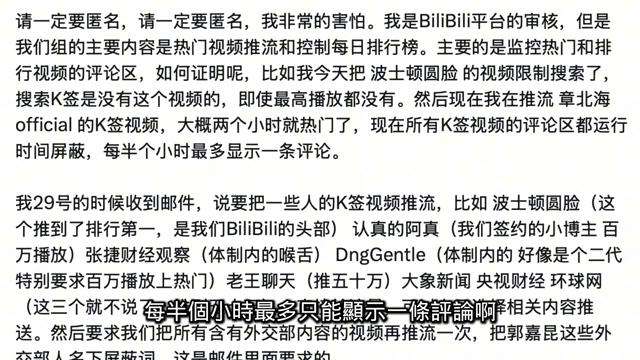 请一定要匿名，请一定要匿名，我非常的害怕。我是BiliBili平台的审核，但是
我们组的主要内容是热门视频推流和控制每日排行榜。主要的是监控热门和排
行视频的评论区，如何证明呢，比如我今天把 波士顿圆脸 的视频限制搜索了，
搜索K签是没有这个视频的，即使最高播放都没有。然后现在我在推流 章北海
official 的K签视频，大概两个小时就热门了，现在所有K签视频的评论区都运行
时间屏蔽，每半个小时最多显示一条评论。
我29号的时候收到邮件，说要把一些人的K签视频推流，比如 波士顿圆脸（这
个推到了排行第一，是我们BiliBili的头部） 认真的阿真（我们签约的小博主 百
万播放）张捷财经观察（体制内的喉舌） DngGentle（体制内的 好像是个二代
特别要求百万播放上热门）老王聊天（推五十万）大象新闻 央视财经 环球网
（这三个就不说
择相关内容推
每半個小時最多只能顯示一條評論啊
送。然后要求我们把所有含有外交部内容的视频再推流一次，把郭嘉昆这些外
交部人名下屏蔽词，这是邮件里面要求的